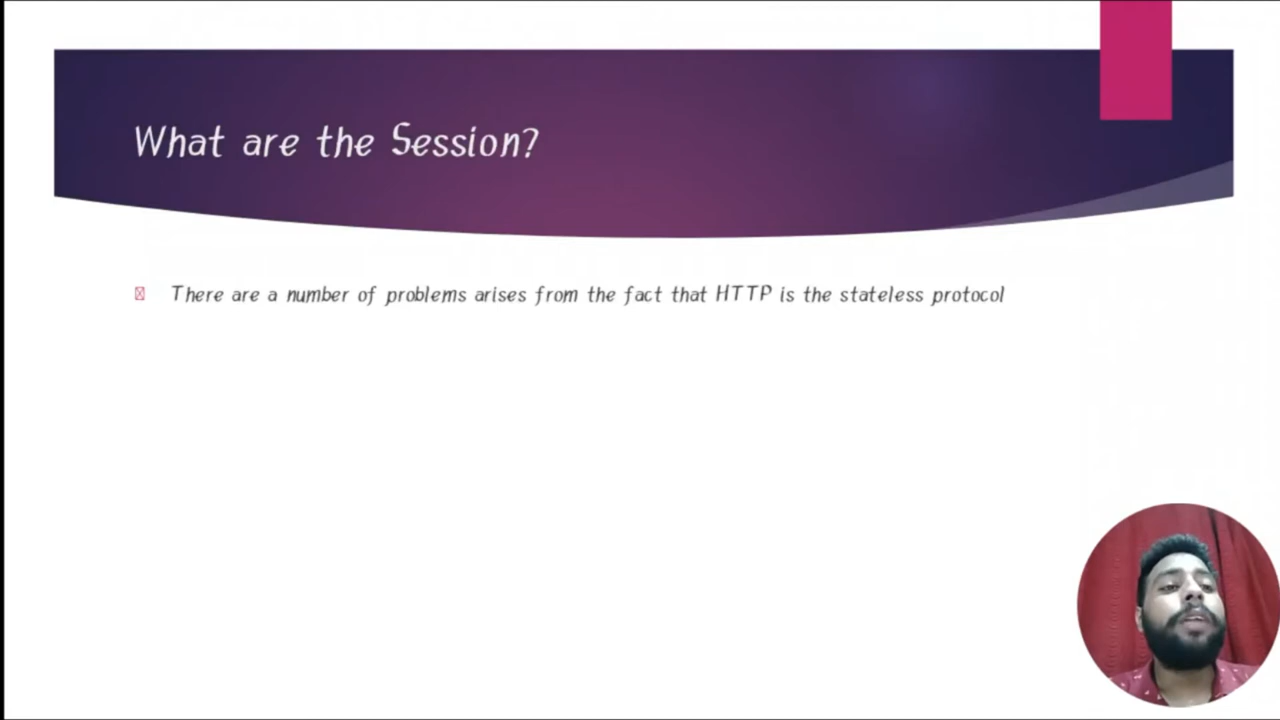 What are the Session?
There are a number of problems arises from the fact that HTTP is the stateless protocol